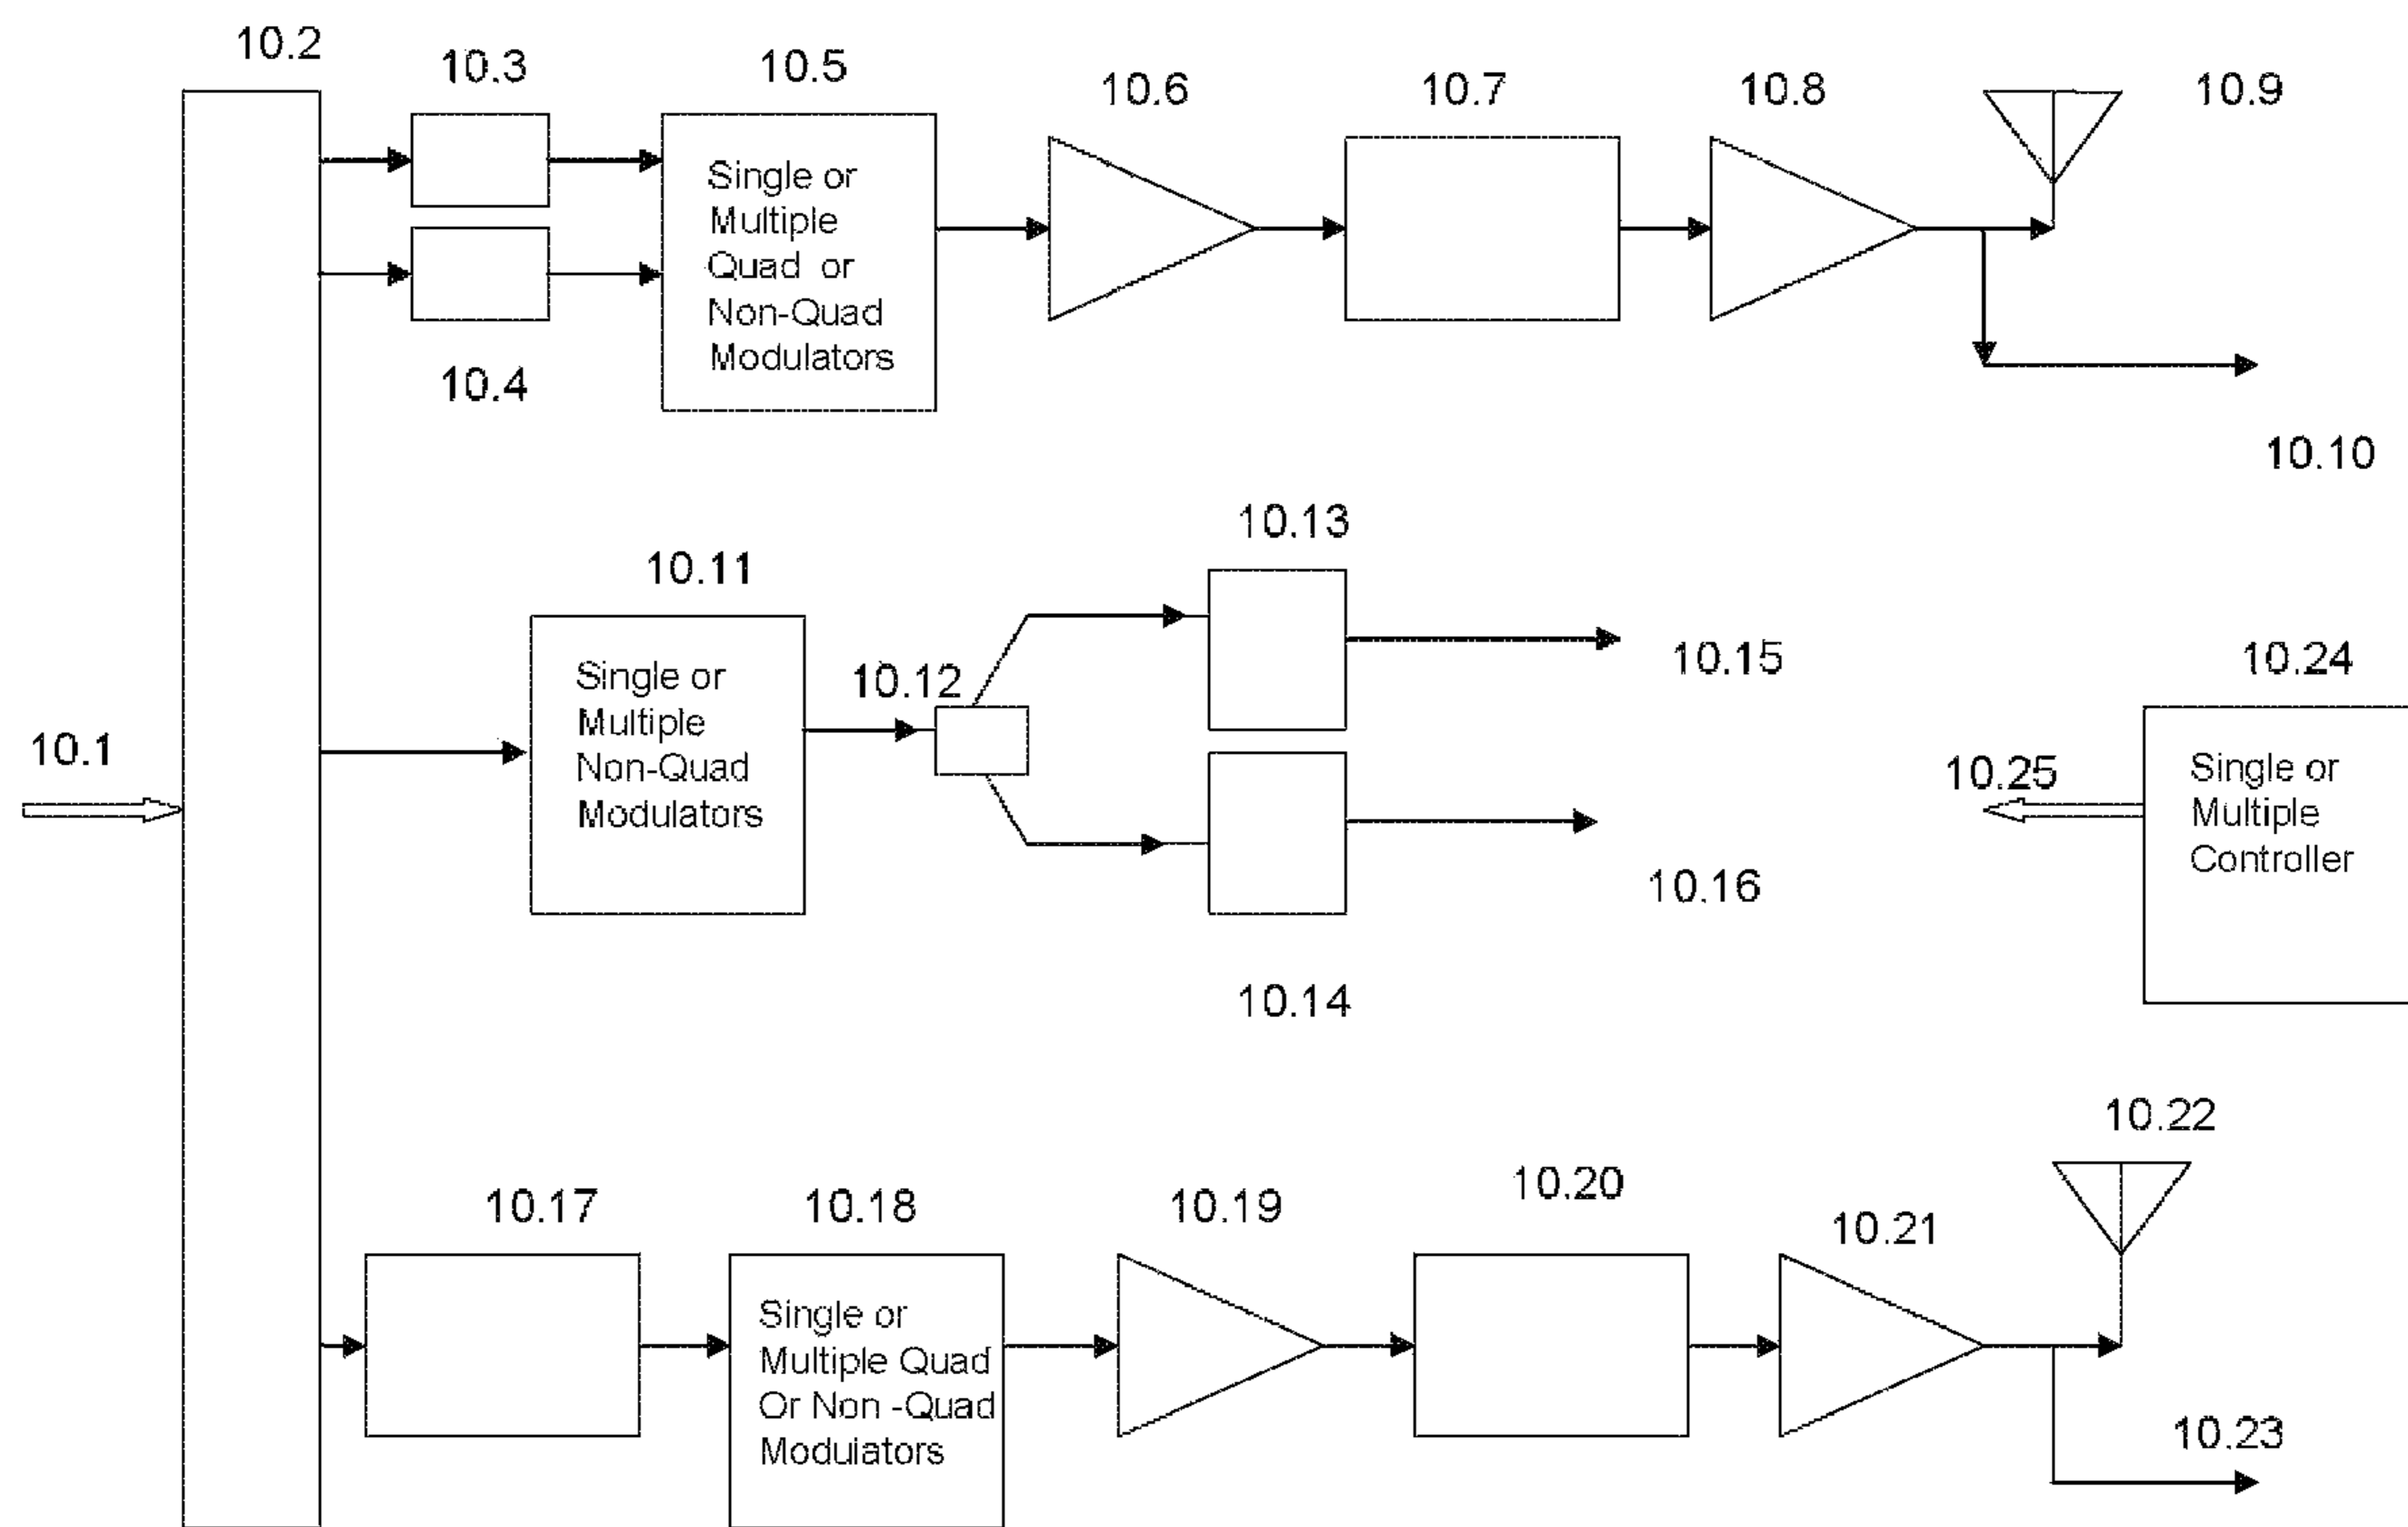 10.2
10.3
10.5
10.6
10.7
10.8
10.9
Single or
Multiple
Quad or
Non-Quad
Modulators
10.4
10.10
10.13
10.11
Single or
Multiple
Non-Quad
Modulators
10.12
10.15
10.24
10.1
10.25
Single or
Multiple
Controller
10.16
10.14
10.22
10.17
10.18
10.19
10.20
10.21
Single or
Multiple Quad
Or Non -Quad
Modulators
10.23